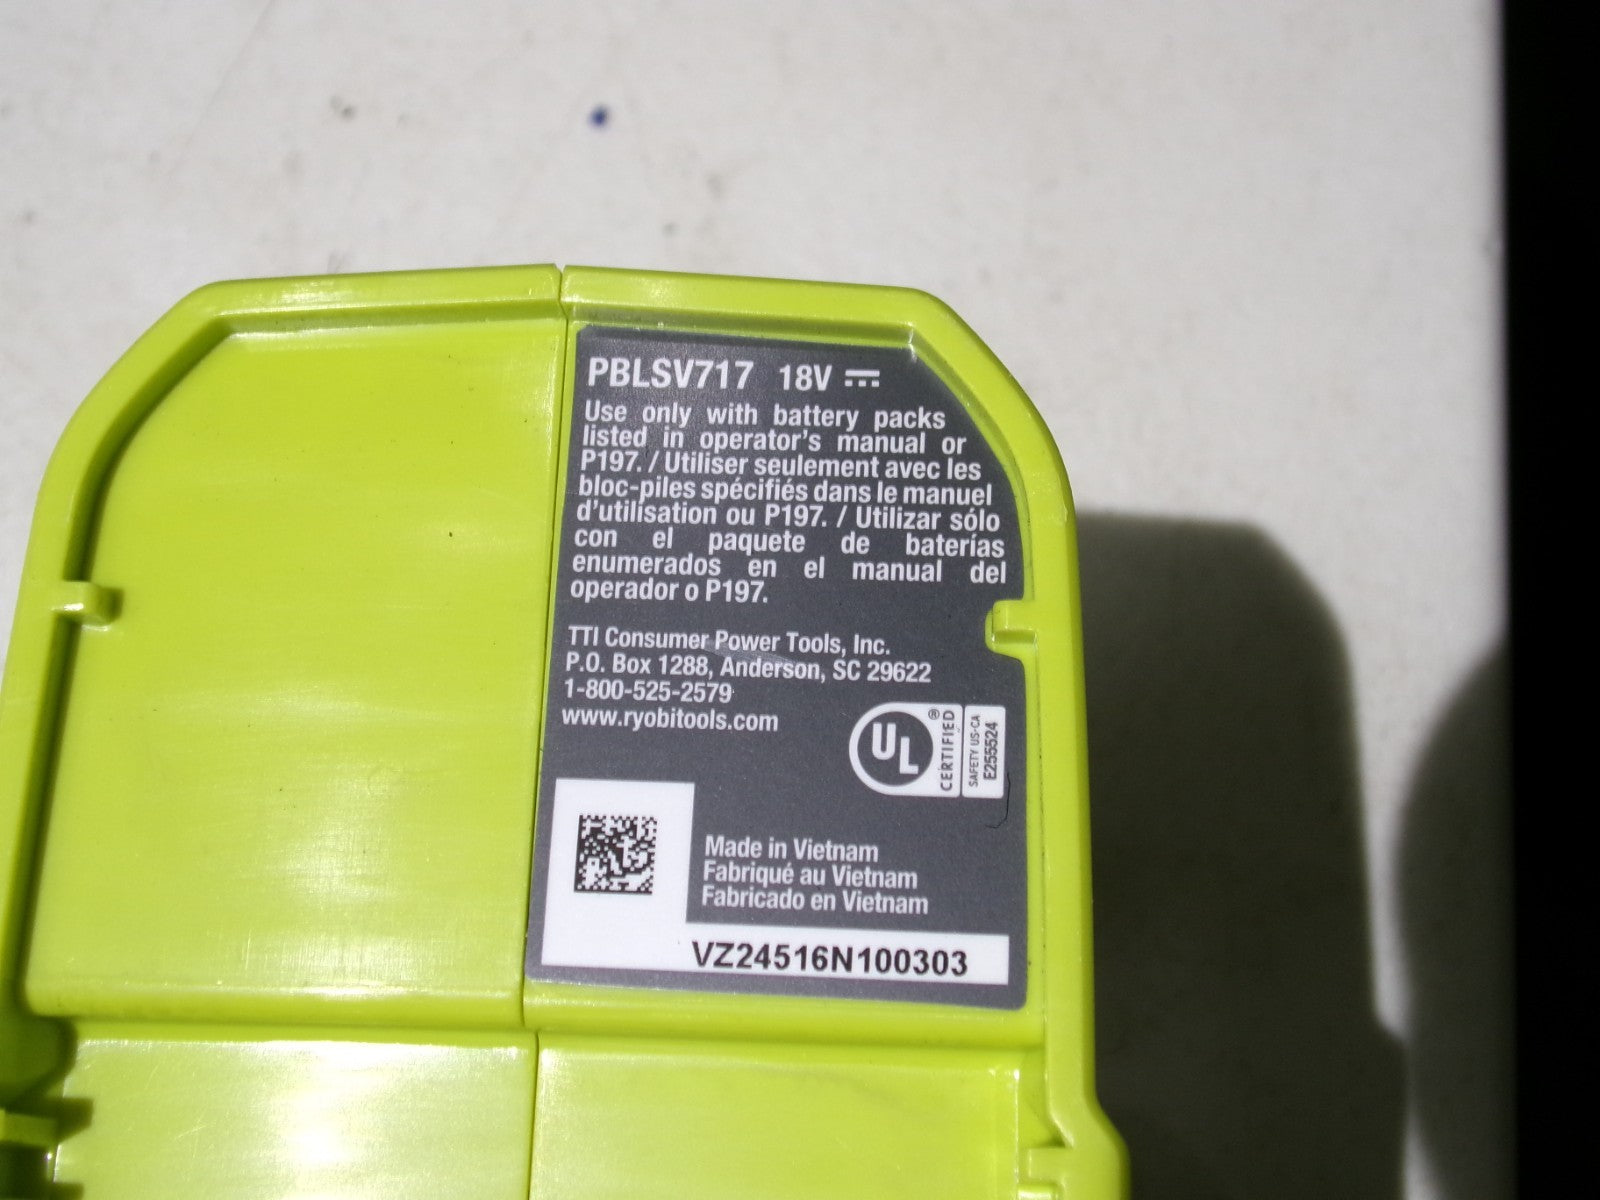 PBLSV717 18V
Use only with battery packs
listed in operator's manual or
P197. / Utiliser seulement avec les
bloc-piles spécifiés dans le manuel
d'utilisation ou P197. / Utilizar sólo
con el paquete de baterías
enumerados en el manual del
operador o P197.
TTI Consumer Power Tools, Inc.
P.O. Box 1288, Anderson, SC 29622
1-800-525-2579
www.ryobitools.com
UL ®
CERTIFIED
SAFETY US-CA
E255524
Made in Vietnam
Fabriqué au Vietnam
Fabricado en Vietnam
VZ24516N100303